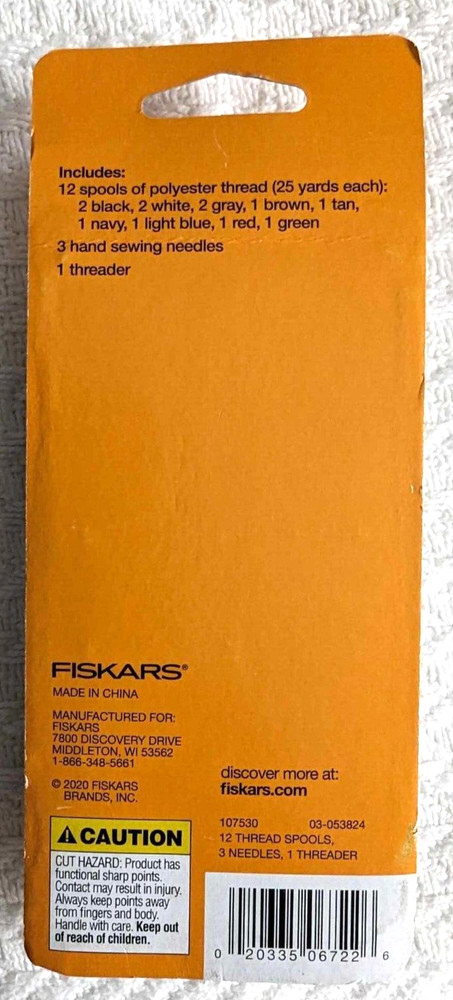 Includes:
12 spools of polyester thread (25 yards each):
2 black, 2 white, 2 gray, 1 brown, 1 tan,
1 navy, 1 light blue, 1 red, 1 green
3 hand sewing needles
1 threader
FISKARS®
MADE IN CHINA
MANUFACTURED FOR:
FISKARS
7800 DISCOVERY DRIVE
MIDDLETON, WI 53562
1-866-348-5661
© 2020 FISKARS
BRANDS, INC.
discover more at:
fiskars.com
107530 03-053824
12 THREAD SPOOLS,
3 NEEDLES, 1 THREADER
CAUTION
CUT HAZARD: Product has
functional sharp points.
Contact may result in injury.
Always keep points away
from fingers and body.
Handle with care. Keep out
of reach of children.
0 20335 06722 6